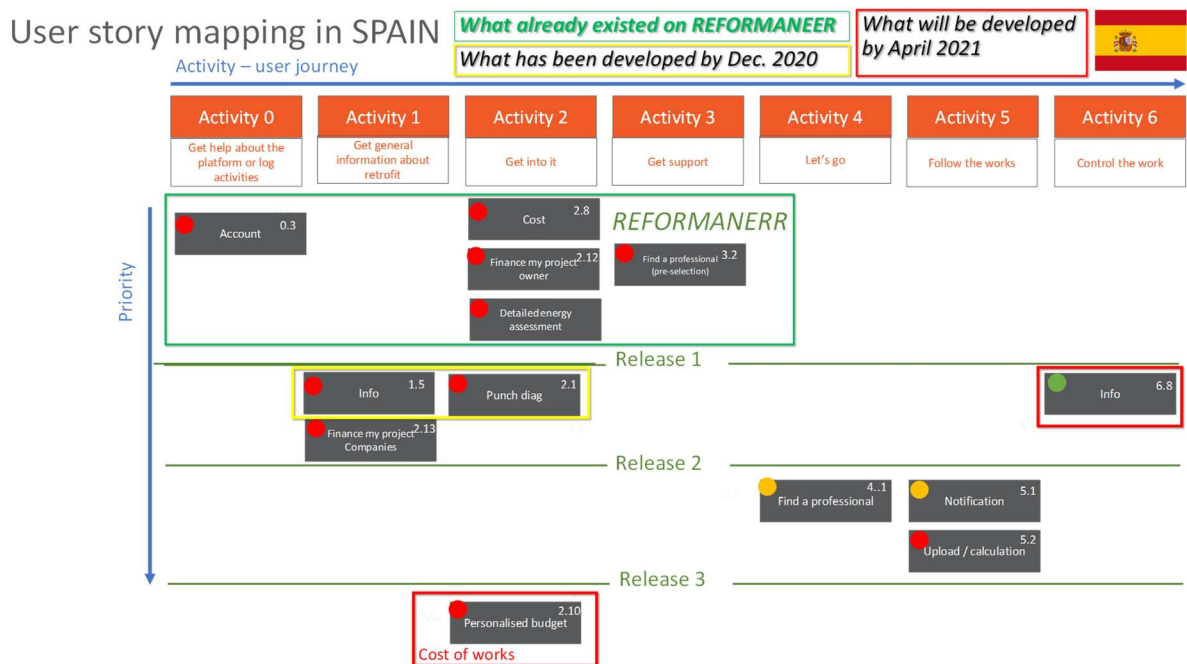 User story mapping in SPAIN
What already existed on REFORMANEER
What has been developed by Dec. 2020
What will be developed
by April 2021
Activity – user journey
Activity 0
Activity 1
Activity 2
Activity 3
Activity 4
Activity 5
Activity 6
Get help about the
platform or log
activities
Get general
information about
retrofit
Get into it
Get support
Let's go
Follow the works
Control the work
Priority
REFORMANERR
0.3
Account
2.8
Cost
2.12
Finance my project
owner
3.2
Find a professional
(pre-selection)
Detailed energy
assessment
Release 1
1.5
Info
2.1
Punch diag
6.8
Info
2.13
Finance my project
Companies
Release 2
4..1
Find a professional
5.1
Notification
5.2
Upload / calculation
Release 3
2.10
Personalised budget
Cost of works